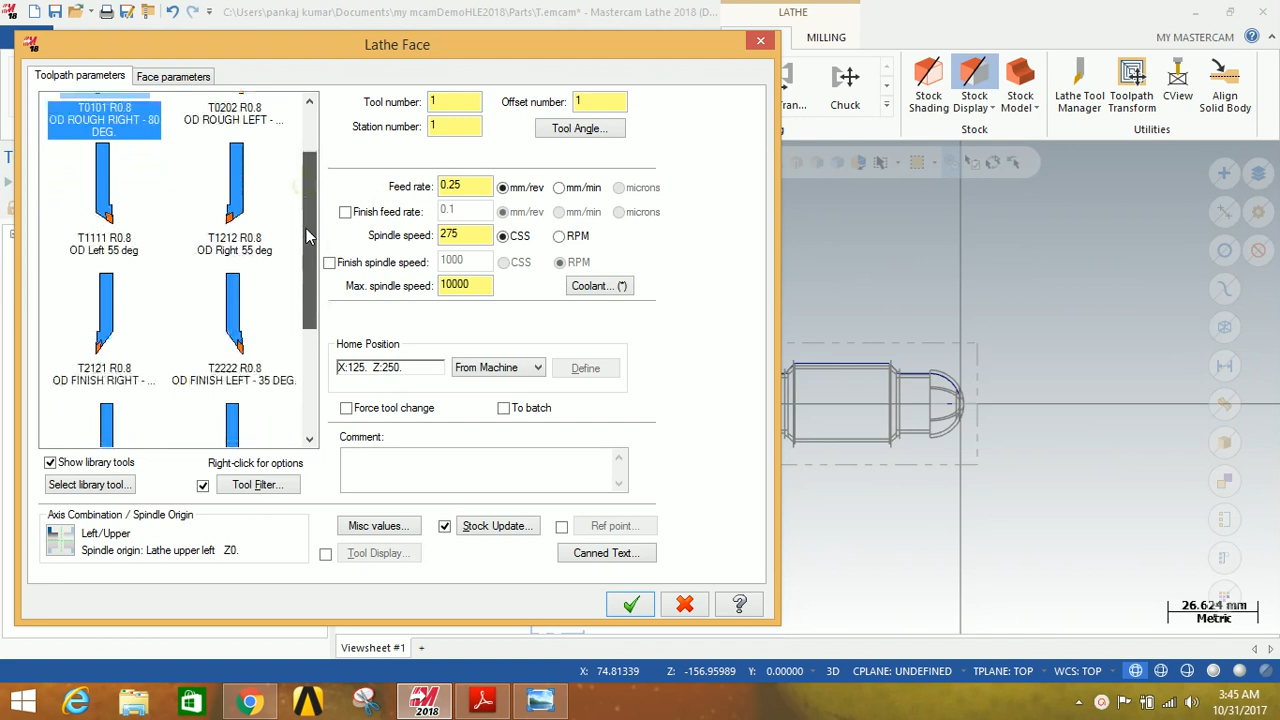 C:\Users\pankaj kumar\Documents\my mcamDemoHLE2018\Parts\T.emcam* - Mastercam Lathe 2018 (D...
LATHE
18
MILLING
MY MASTERCAM
Lathe Face
Toolpath parameters
Face parameters
T0101 R0.8
OD ROUGH RIGHT - 80
DEG.
T0202 R0.8
OD ROUGH LEFT - ...
T1111 R0.8
OD Left 55 deg
T1212 R0.8
OD Right 55 deg
T2121 R0.8
OD FINISH RIGHT - ...
T2222 R0.8
OD FINISH LEFT - 35 DEG.
Show library tools
Right-click for options
Select library tool...
Tool Filter...
Axis Combination / Spindle Origin
Left/Upper
Spindle origin: Lathe upper left Z0.
Tool number: 1
Offset number: 1
Station number: 1
Tool Angle...
Feed rate: 0.25 mm/rev mm/min microns
Finish feed rate: 0.1 mm/rev mm/min microns
Spindle speed: 275 CSS RPM
Finish spindle speed: 1000 CSS RPM
Max. spindle speed: 10000
Coolant... (*)
Home Position
X:125. Z:250.
From Machine
Define
Force tool change
To batch
Comment:
Misc values...
Stock Update...
Ref point...
Tool Display...
Canned Text...
ran...
Chuck
Stock
Shading
Stock
Display
Stock
Model
Lathe Tool
Manager
Toolpath
Transform
CView
Align
Solid Body
Stock
Utilities
26.624 mm
Metric
Viewsheet #1
+
X: 74.81339 Z: -156.95989 Y: 0.00000 3D CPLANE: UNDEFINED TPLANE: TOP WCS: TOP
2018
3:45 AM
10/31/2017